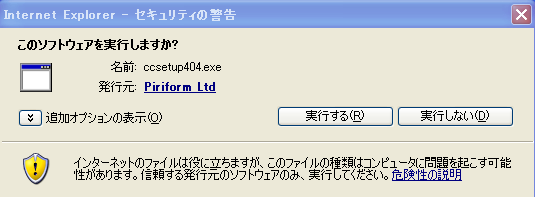 Internet Explorer - セキュリティの警告
このソフトウェアを実行しますか?
名前: ccsetup404.exe
発行元: Piriform Ltd
追加オプションの表示(O) 実行する(R) 実行しない(D)
インターネットのファイルは役に立ちますが、このファイルの種類はコンピュータに問題を起こす可能
性があります。信頼する発行元のソフトウェアのみ、実行してください。危険性の説明